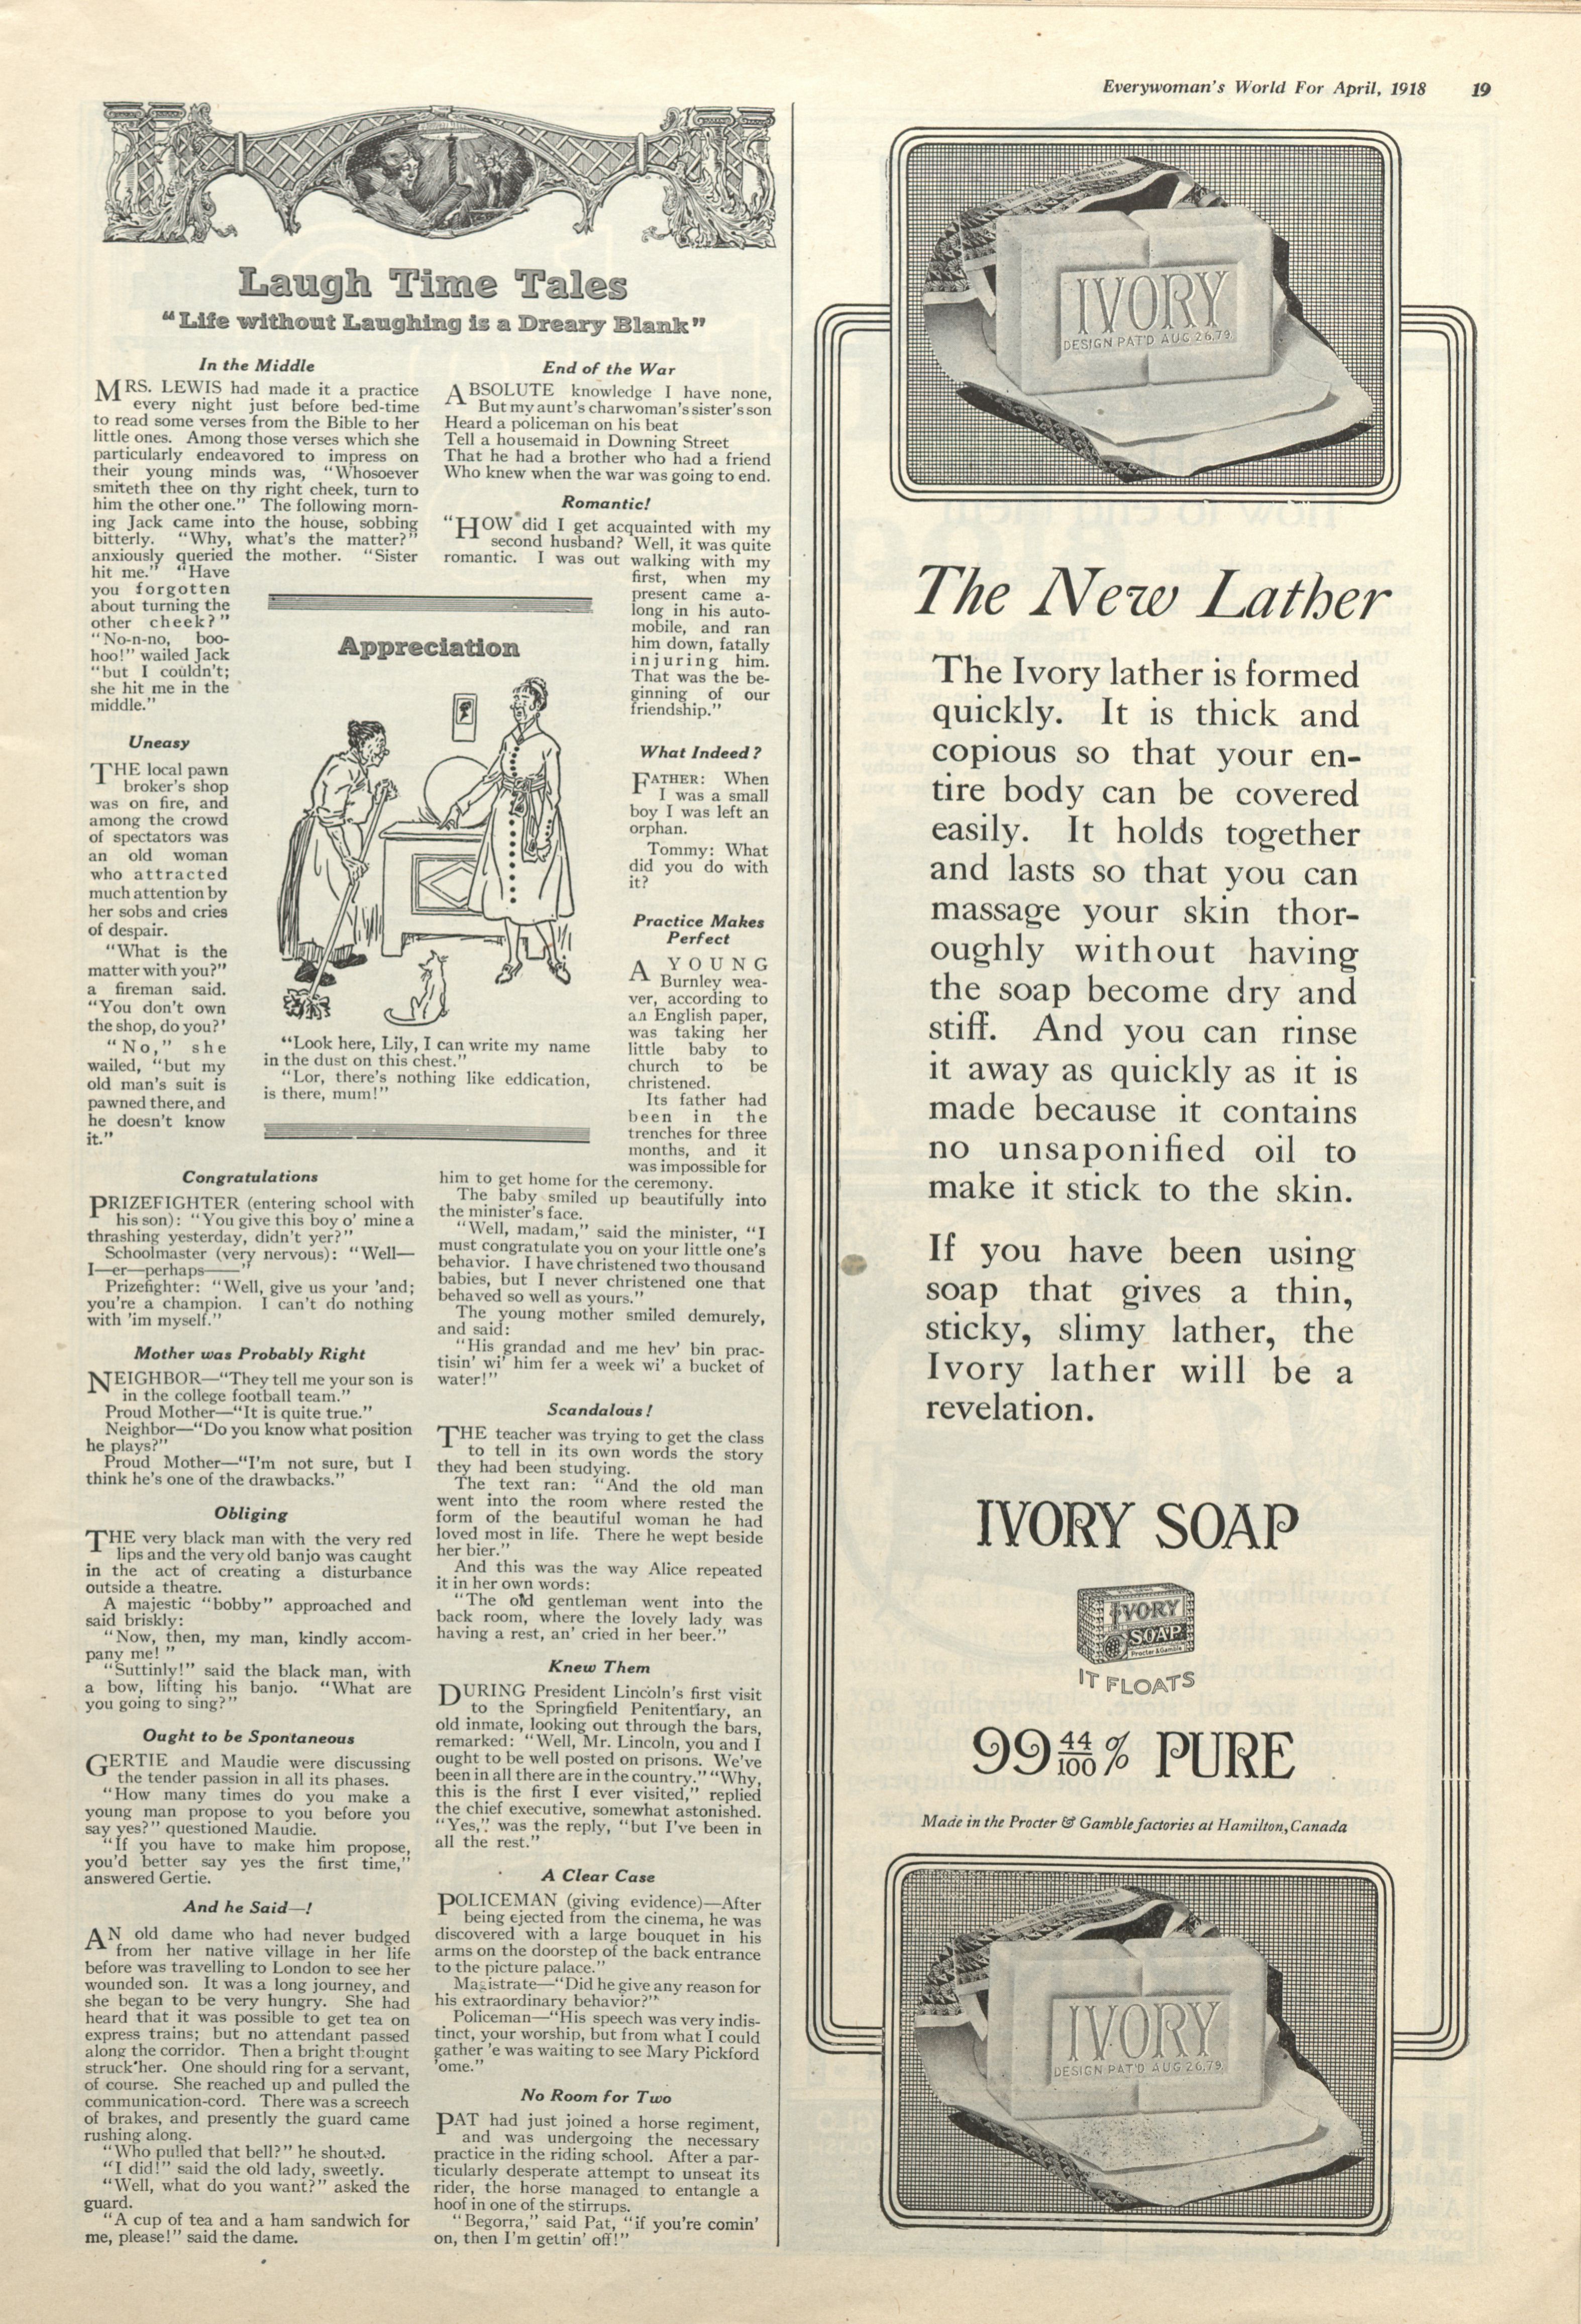 Everywoman's World For April, 1918 19
Laugh Time Tales
"Life without Laughing is a Dreary Blank"
In the Middle
MRS. LEWIS had made it a practice
every night just before bed-time
to read some verses from the Bible to her
little ones. Among those verses which she
particularly endeavored to impress on
their young minds was, "Whosoever
smiteth thee on thy right cheek, turn to
him the other one." The following morn-
ing Jack came into the house, sobbing
bitterly. "Why, what's the matter?"
anxiously queried the mother. "Sister
hit me." "Have
you forgotten
about turning the
other cheek?"
"No-n-no, boo-
hoo!" wailed Jack
"but I couldn't;
she hit me in the
middle."
Uneasy
THE local pawn
broker's shop
was on fire, and
among the crowd
of spectators was
an old woman
who attracted
much attention by
her sobs and cries
of despair.
"What is the
matter with you?"
a fireman said.
"You don't own
the shop, do you?'
"No," she
wailed, "but my
old man's suit is
pawned there, and
he doesn't know
it."
Congratulations
PRIZEFIGHTER (entering school with
his son): "You give this boy o' mine a
thrashing yesterday, didn't yer?"
Schoolmaster (very nervous): "Well—
I—er—perhaps——"
Prizefighter: "Well, give us your 'and;
you're a champion. I can't do nothing
with 'im myself."
Mother was Probably Right
NEIGHBOR—"They tell me your son is
in the college football team."
Proud Mother—"It is quite true."
Neighbor—"Do you know what position
he plays?"
Proud Mother—"I'm not sure, but I
think he's one of the drawbacks."
Obliging
THE very black man with the very red
lips and the very old banjo was caught
in the act of creating a disturbance
outside a theatre.
A majestic "bobby" approached and
said briskly:
"Now, then, my man, kindly accom-
pany me! "
"Suttinly!" said the black man, with
a bow, lifting his banjo. "What are
you going to sing?"
Ought to be Spontaneous
GERTIE and Maudie were discussing
the tender passion in all its phases.
"How many times do you make a
young man propose to you before you
say yes?" questioned Maudie.
"If you have to make him propose,
you'd better say yes the first time,"
answered Gertie.
And he Said—!
AN old dame who had never budged
from her native village in her life
before was travelling to London to see her
wounded son. It was a long journey, and
she began to be very hungry. She had
heard that it was possible to get tea on
express trains; but no attendant passed
along the corridor. Then a bright thought
struck her. One should ring for a servant,
of course. She reached up and pulled the
communication-cord. There was a screech
of brakes, and presently the guard came
rushing along.
"Who pulled that bell?" he shouted.
"I did!" said the old lady, sweetly.
"Well, what do you want?" asked the
guard.
"A cup of tea and a ham sandwich for
me, please!" said the dame.
Appreciation
"Look here, Lily, I can write my name
in the dust on this chest."
"Lor, there's nothing like eddication,
is there, mum!"
End of the War
ABSOLUTE knowledge I have none,
But my aunt's charwoman's sister's son
Heard a policeman on his beat
Tell a housemaid in Downing Street
That he had a brother who had a friend
Who knew when the war was going to end.
Romantic!
"HOW did I get acquainted with my
second husband? Well, it was quite
romantic. I was out walking with my
first, when my
present came a-
long in his auto-
mobile, and ran
him down, fatally
injuring him.
That was the be-
ginning of our
friendship."
What Indeed?
FATHER: When
I was a small
boy I was left an
orphan.
Tommy: What
did you do with
it?
Practice Makes
Perfect
A YOUNG
Burnley wea-
ver, according to
an English paper,
was taking her
little baby to
church to be
christened.
Its father had
been in the
trenches for three
months, and it
was impossible for
him to get home for the ceremony.
The baby smiled up beautifully into
the minister's face.
"Well, madam," said the minister, "I
must congratulate you on your little one's
behavior. I have christened two thousand
babies, but I never christened one that
behaved so well as yours."
The young mother smiled demurely,
and said:
"His grandad and me hev' bin prac-
tisin' wi' him fer a week wi' a bucket of
water!"
Scandalous!
THE teacher was trying to get the class
to tell in its own words the story
they had been studying.
The text ran: "And the old man
went into the room where rested the
form of the beautiful woman he had
loved most in life. There he wept beside
her bier."
And this was the way Alice repeated
it in her own words:
"The old gentleman went into the
back room, where the lovely lady was
having a rest, an' cried in her beer."
Knew Them
DURING President Lincoln's first visit
to the Springfield Penitentiary, an
old inmate, looking out through the bars,
remarked: "Well, Mr. Lincoln, you and I
ought to be well posted on prisons. We've
been in all there are in the country." "Why,
this is the first I ever visited," replied
the chief executive, somewhat astonished.
"Yes," was the reply, "but I've been in
all the rest."
A Clear Case
POLICEMAN (giving evidence)—After
being ejected from the cinema, he was
discovered with a large bouquet in his
arms on the doorstep of the back entrance
to the picture palace."
Magistrate—"Did he give any reason for
his extraordinary behavior?"
Policeman—"His speech was very indis-
tinct, your worship, but from what I could
gather 'e was waiting to see Mary Pickford
'ome."
No Room for Two
PAT had just joined a horse regiment,
and was undergoing the necessary
practice in the riding school. After a par-
ticularly desperate attempt to unseat its
rider, the horse managed to entangle a
hoof in one of the stirrups.
"Begorra," said Pat, "if you're comin'
on, then I'm gettin' off!"
IVORY
DESIGN PAT'D AUG 26,79.
The New Lather
The Ivory lather is formed
quickly. It is thick and
copious so that your en-
tire body can be covered
easily. It holds together
and lasts so that you can
massage your skin thor-
oughly without having
the soap become dry and
stiff. And you can rinse
it away as quickly as it is
made because it contains
no unsaponified oil to
make it stick to the skin.
If you have been using
soap that gives a thin,
sticky, slimy lather, the
Ivory lather will be a
revelation.
IVORY SOAP
IVORY
SOAP
Procter & Gamble
IT FLOATS
99 44/100 % PURE
Made in the Procter & Gamble factories at Hamilton, Canada
IVORY
DESIGN PAT'D AUG 26,79.